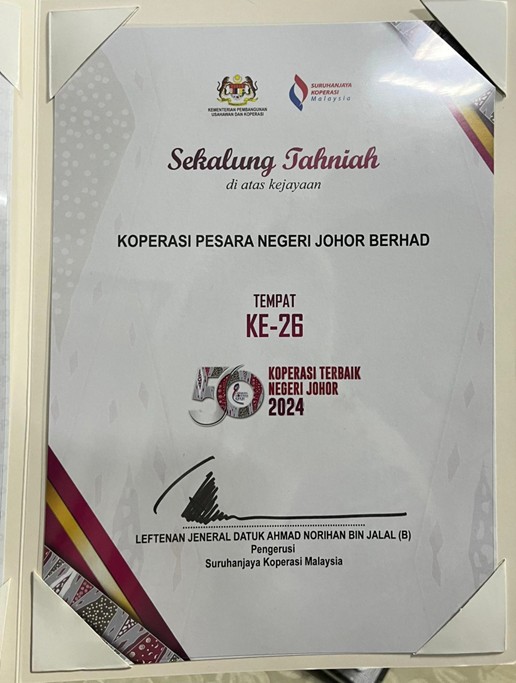 KEMENTERIAN PEMBANGUNAN
USAHAWAN DAN KOPERASI
SURUHANJAYA
KOPERASI
Malaysia
Sekalung Tahniah
di atas kejayaan
KOPERASI PESARA NEGERI JOHOR BERHAD
TEMPAT
KE-26
50
KOPERASI TERBAIK
NEGERI JOHOR
2024
LEFTENAN JENERAL DATUK AHMAD NORIHAN BIN JALAL (B)
Pengerusi
Suruhanjaya Koperasi Malaysia